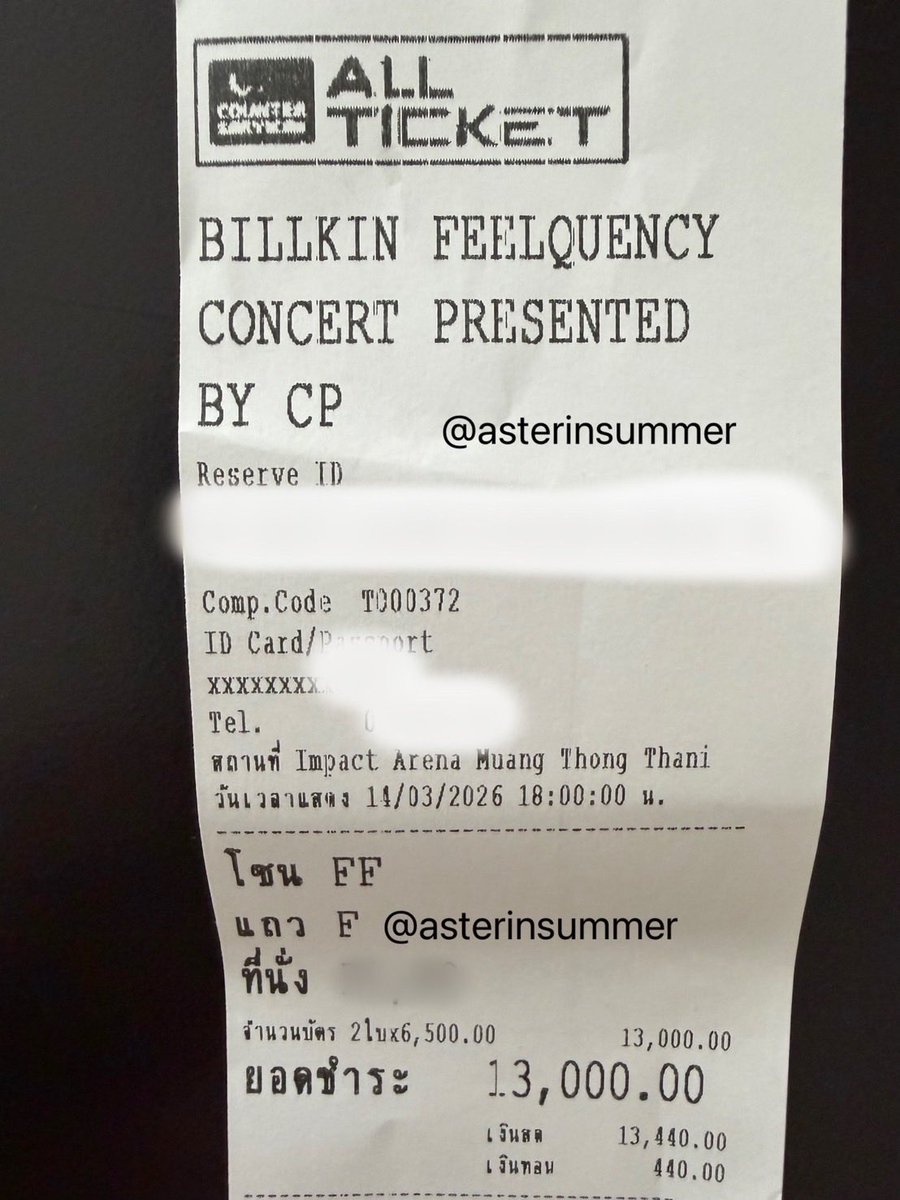 COUNTER
SERVICE
ALL
TICKET
BILLKIN FEELQUENCY
CONCERT PRESENTED
BY CP
@asterinsummer
Reserve ID
Comp.Code T000372
ID Card/Passport
xxxxxxxx
Tel. 0
สถานที่ Impact Arena Muang Thong Thani
วันเวลาแสดง 14/03/2026 18:00:00 น.
โซน FF
แถว F @asterinsummer
ที่นั่ง
จำนวนบัตร 2ใบx6,500.00 13,000.00
ยอดชำระ 13,000.00
เงินสด 13,440.00
เงินทอน 440.00